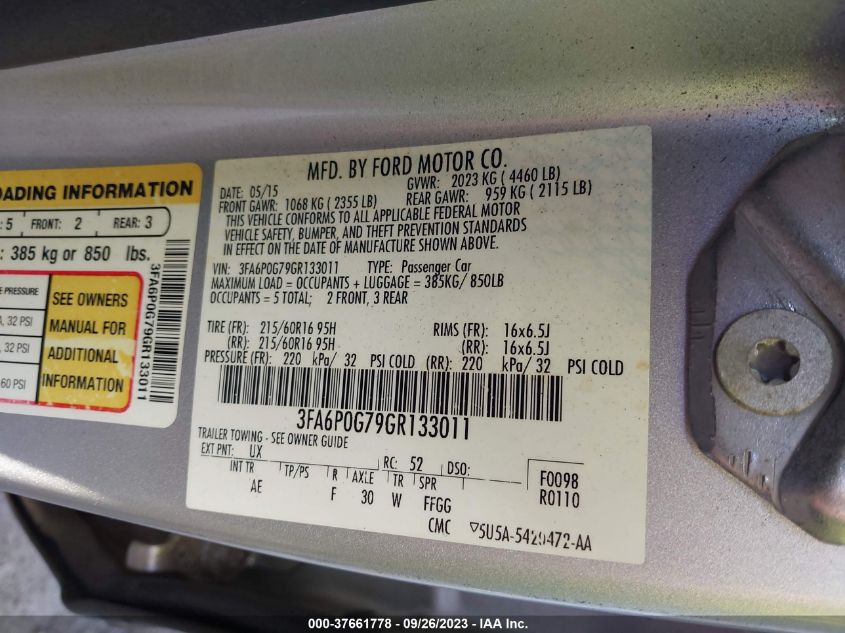 OADING INFORMATION
: 5 FRONT: 2 REAR: 3
: 385 kg or 850 lbs.
E PRESSURE
A, 32 PSI
, 32 PSI
60 PSI
SEE OWNERS
MANUAL FOR
ADDITIONAL
INFORMATION
3FA6P0G79GR133011
MFD. BY FORD MOTOR CO.
DATE: 05/15 GVWR: 2023 KG ( 4460 LB)
FRONT GAWR: 1068 KG ( 2355 LB) REAR GAWR: 959 KG ( 2115 LB)
THIS VEHICLE CONFORMS TO ALL APPLICABLE FEDERAL MOTOR
VEHICLE SAFETY, BUMPER, AND THEFT PREVENTION STANDARDS
IN EFFECT ON THE DATE OF MANUFACTURE SHOWN ABOVE.
VIN: 3FA6P0G79GR133011 TYPE: Passenger Car
MAXIMUM LOAD = OCCUPANTS + LUGGAGE = 385KG/ 850LB
OCCUPANTS = 5 TOTAL; 2 FRONT, 3 REAR
TIRE (FR): 215/60R16 95H RIMS (FR): 16x6.5J
(RR): 215/60R16 95H (RR): 16x6.5J
PRESSURE (FR): 220 kPa/ 32 PSI COLD (RR): 220 kPa/ 32 PSI COLD
3FA6P0G79GR133011
TRAILER TOWING - SEE OWNER GUIDE
EXT PNT: UX RC: 52 DSO:
INT TR TP/PS R AXLE TR SPR
AE F 30 W FFGG
F0098
R0110
CMC 5U5A-5420472-AA
000-37661778 - 09/26/2023 - IAA Inc.